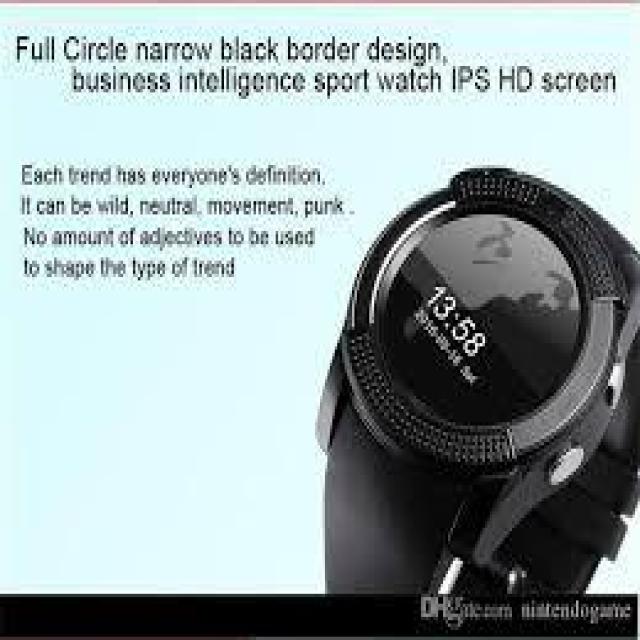 Full Circle narrow black border design,
business intelligence sport watch IPS HD screen
Each trend has everyone's definition,
It can be wild, neutral, movement, punk .
No amount of adjectives to be used
to shape the type of trend
13:58
DHgate.com nintendogame